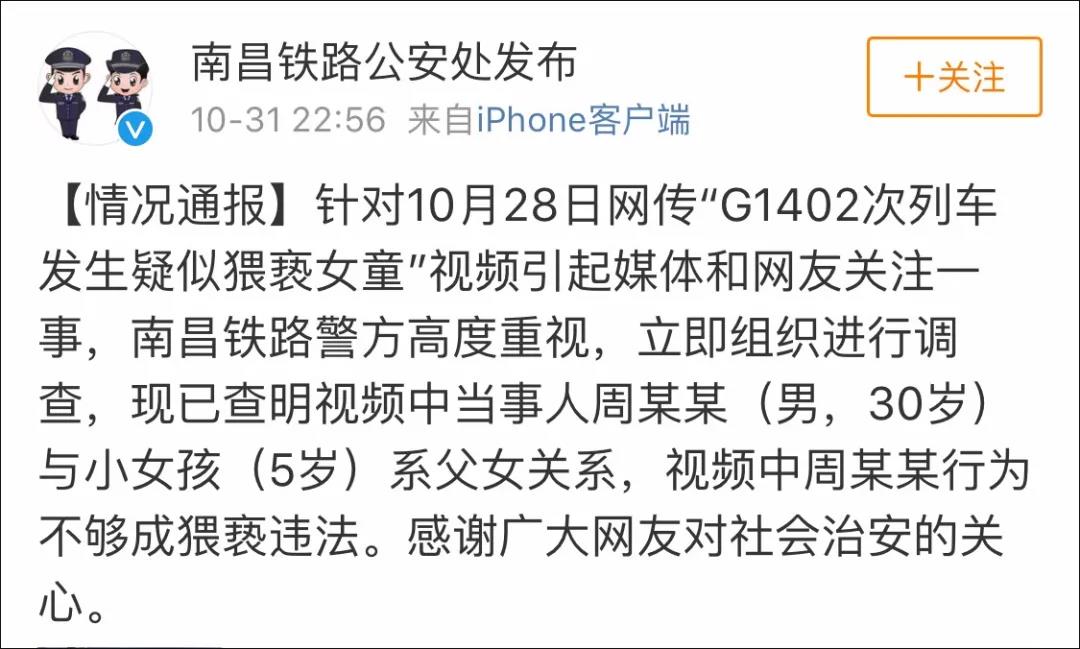 南昌铁路公安处发布
十关注
10-31 22:56 来自iPhone客户端
【情况通报】针对10月28日网传“G1402次列车
发生疑似猥亵女童”视频引起媒体和网友关注一
事，南昌铁路警方高度重视，立即组织进行调
查，现已查明视频中当事人周某某（男，30岁）
与小女孩（5岁）系父女关系，视频中周某某行为
不够成猥亵违法。感谢广大网友对社会治安的关
心。